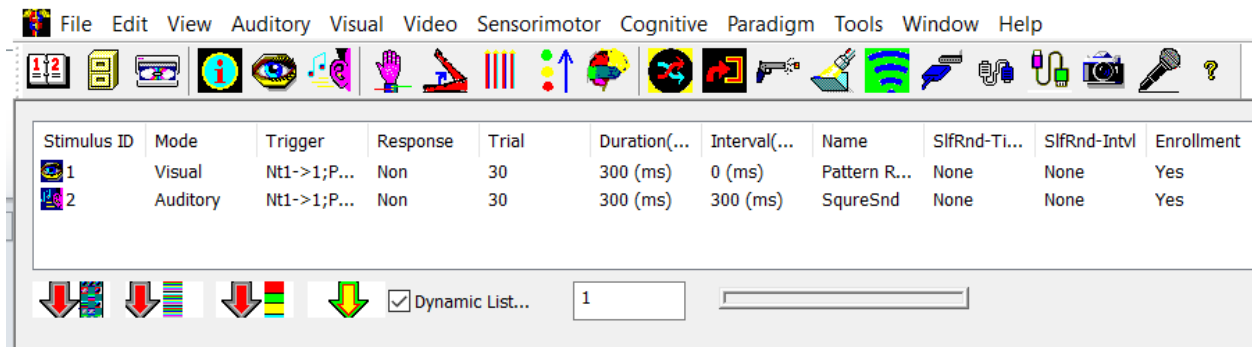 File Edit View Auditory Visual Video Sensorimotor Cognitive Paradigm Tools Window Help
1 2
Stimulus ID Mode Trigger Response Trial Duration(... Interval(... Name SlfRnd-Ti... SlfRnd-Intvl Enrollment
1 Visual Nt1->1;P... Non 30 300 (ms) 0 (ms) Pattern R... None None Yes
2 Auditory Nt1->1;P... Non 30 300 (ms) 300 (ms) SqureSnd None None Yes
Dynamic List... 1